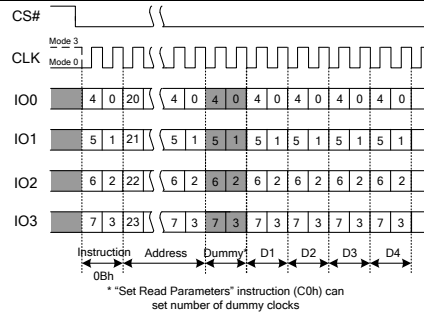 CS#
Mode 3
CLK
Mode 0
IO0 4 0 20 4 0 4 0 4 0 4 0 4 0 4 0
IO1 5 1 21 5 1 5 1 5 1 5 1 5 1 5 1
IO2 6 2 22 6 2 6 2 6 2 6 2 6 2 6 2
IO3 7 3 23 7 3 7 3 7 3 7 3 7 3 7 3
Instruction Address Dummy* D1 D2 D3 D4
0Bh
* "Set Read Parameters" instruction (C0h) can
set number of dummy clocks